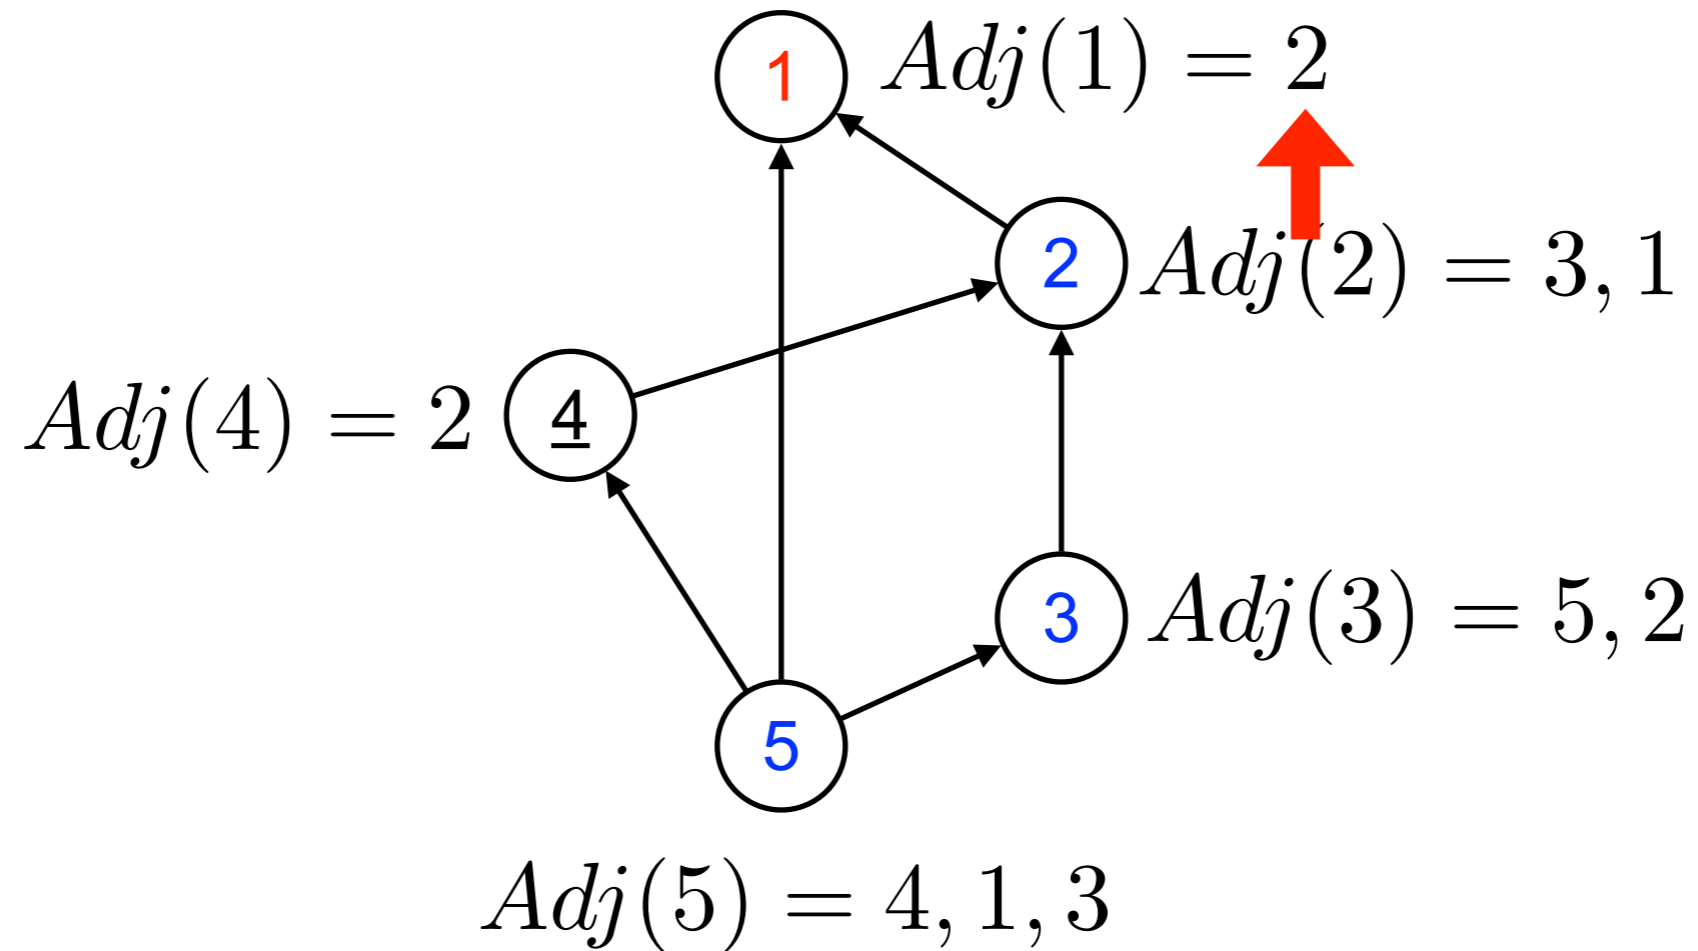 1 Adj(1) = 2
2 Adj(2) = 3, 1
Adj(4) = 2 4
3 Adj(3) = 5, 2
5
Adj(5) = 4, 1, 3